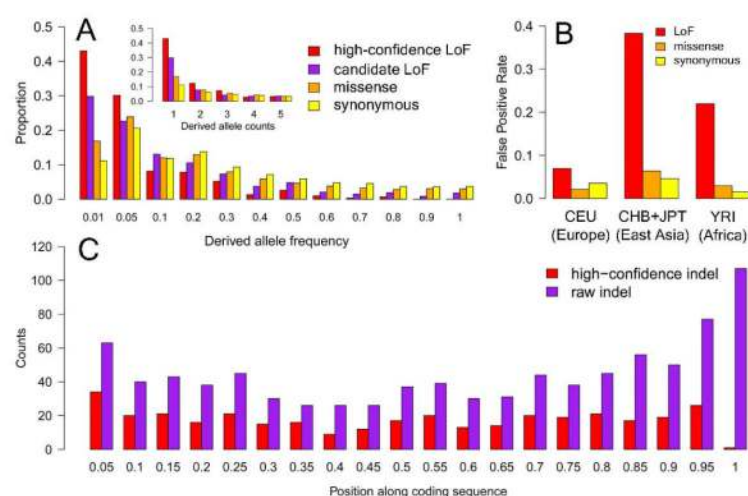 A
0.5
0.4
0.3
0.2
0.1
0.0
Proportion
0.5
0.4
0.3
0.2
0.1
0.0
1 2 3 4 5
Derived allele counts
high-confidence LoF
candidate LoF
missense
synonymous
0.01 0.05 0.1 0.2 0.3 0.4 0.5 0.6 0.7 0.8 0.9 1
Derived allele frequency
B
0.4
0.3
0.2
0.1
0.0
False Positive Rate
LoF
missense
synonymous
CEU CHB+JPT YRI
(Europe) (East Asia) (Africa)
C
120
100
80
60
40
20
0
Counts
high-confidence indel
raw indel
0.05 0.1 0.15 0.2 0.25 0.3 0.35 0.4 0.45 0.5 0.55 0.6 0.65 0.7 0.75 0.8 0.85 0.9 0.95 1
Position along coding sequence